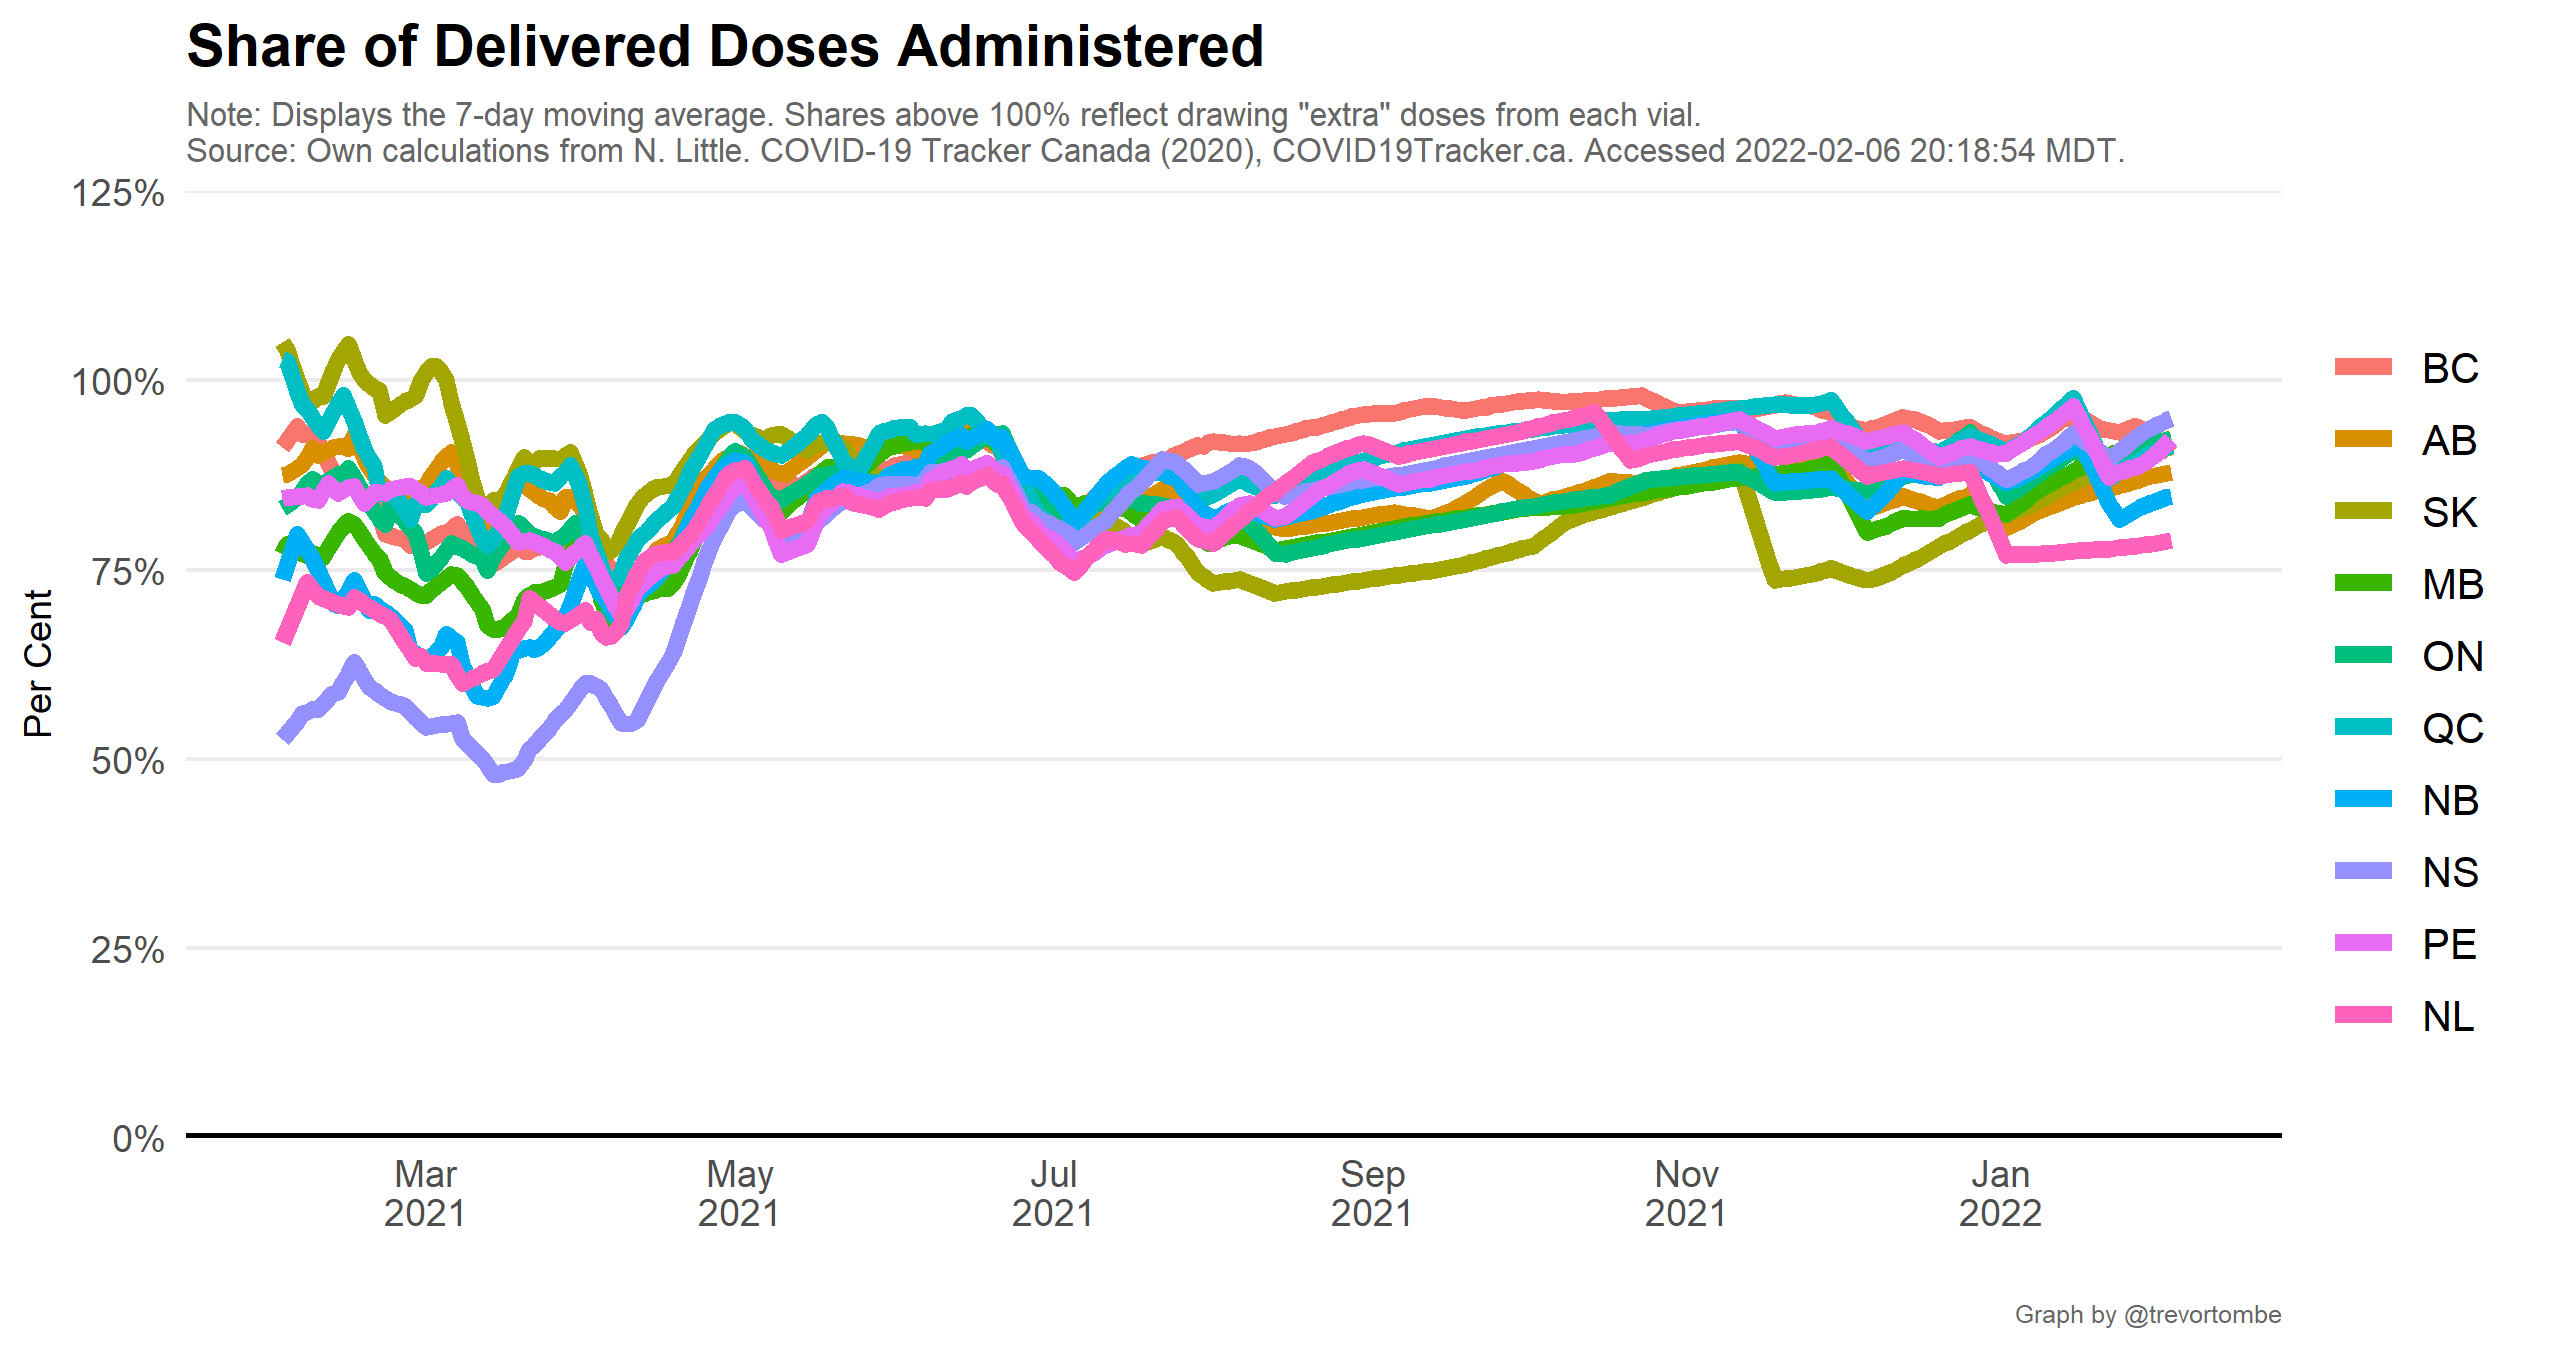 Share of Delivered Doses Administered
Note: Displays the 7-day moving average. Shares above 100% reflect drawing "extra" doses from each vial.
Source: Own calculations from N. Little. COVID-19 Tracker Canada (2020), COVID19Tracker.ca. Accessed 2022-02-06 20:18:54 MDT.
125%
100%
75%
50%
25%
0%
Per Cent
Mar
2021
May
2021
Jul
2021
Sep
2021
Nov
2021
Jan
2022
BC
AB
SK
MB
ON
QC
NB
NS
PE
NL
Graph by @trevortombe